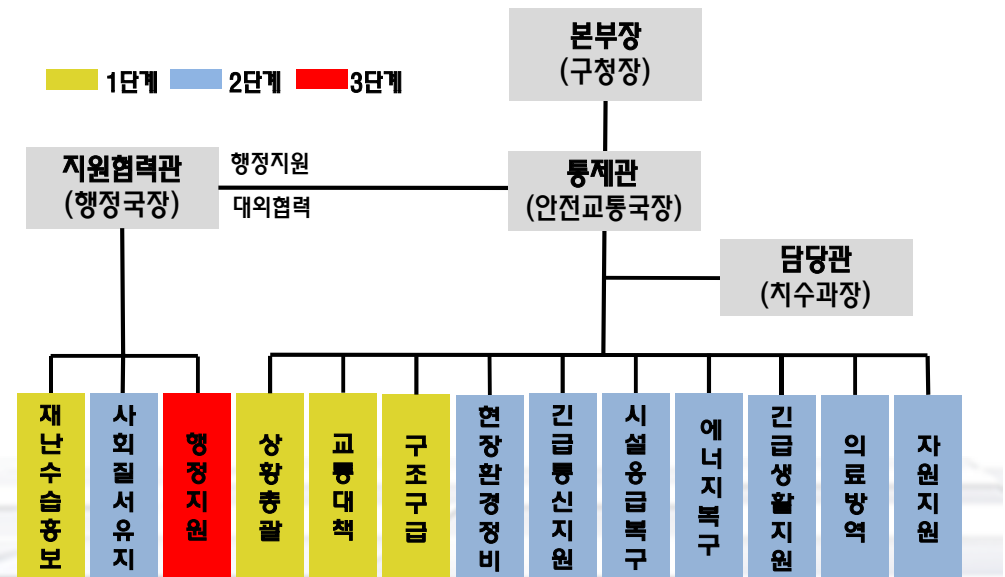 본부장
(구청장)
1단계 2단계 3단계
지원협력관
(행정국장)
행정지원
대외협력
통제관
(안전교통국장)
담당관
(치수과장)
재난수습홍보
사회질서유지
행정지원
상황총괄
교통대책
구조구급
현장환경정비
긴급통신지원
시설응급복구
에너지복구
긴급생활지원
의료방역
자원지원